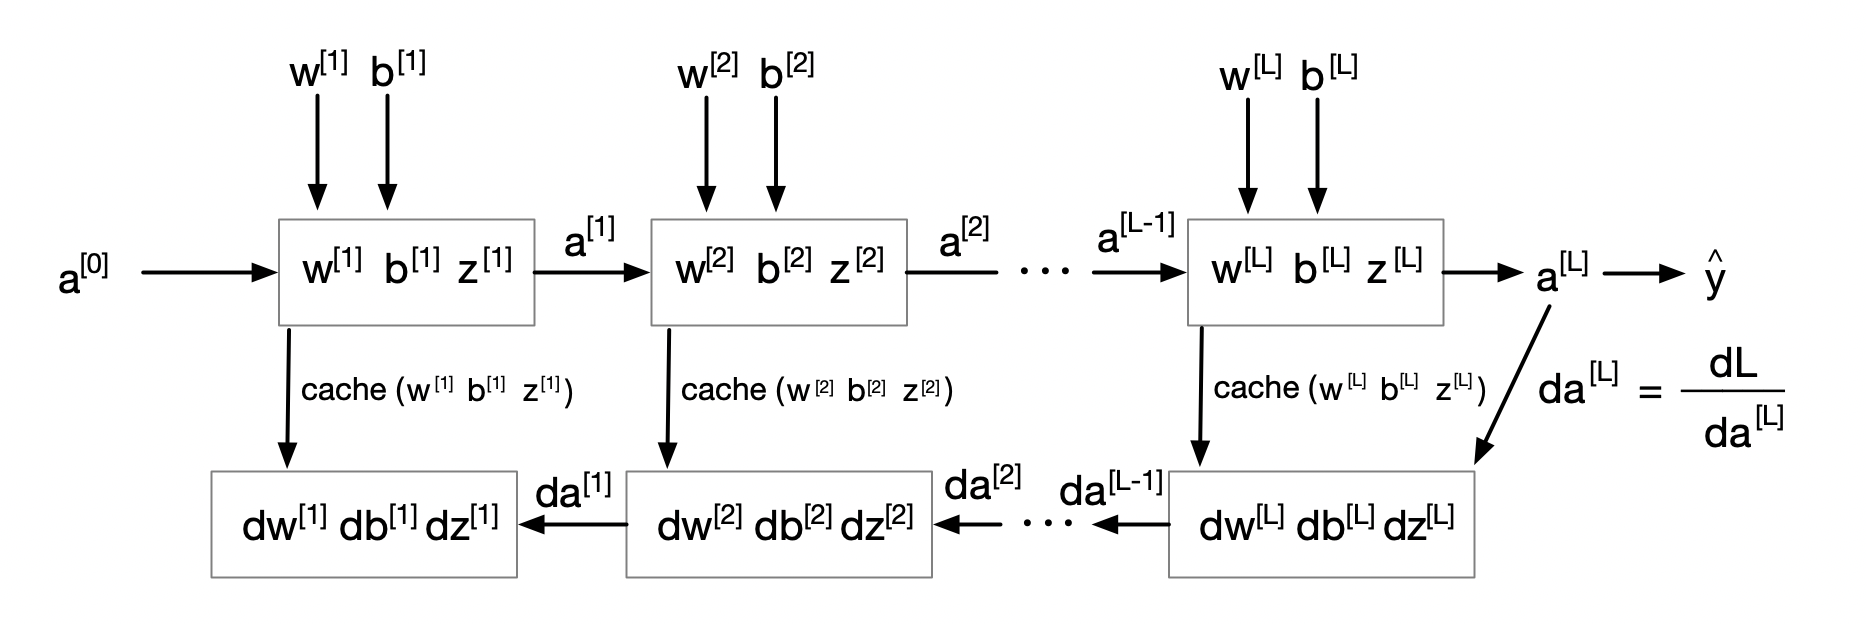 w[1] b[1]
w[2] b[2]
w[L] b[L]
a[0]
w[1] b[1] z[1]
a[1]
w[2] b[2] z[2]
a[2]
...
a[L-1]
w[L] b[L] z[L]
a[L]
ŷ
cache (w[1] b[1] z[1])
cache (w[2] b[2] z[2])
cache (w[L] b[L] z[L])
da[L] = dL
da[L]
dw[1] db[1] dz[1]
da[1]
dw[2] db[2] dz[2]
da[2]
...
da[L-1]
dw[L] db[L] dz[L]